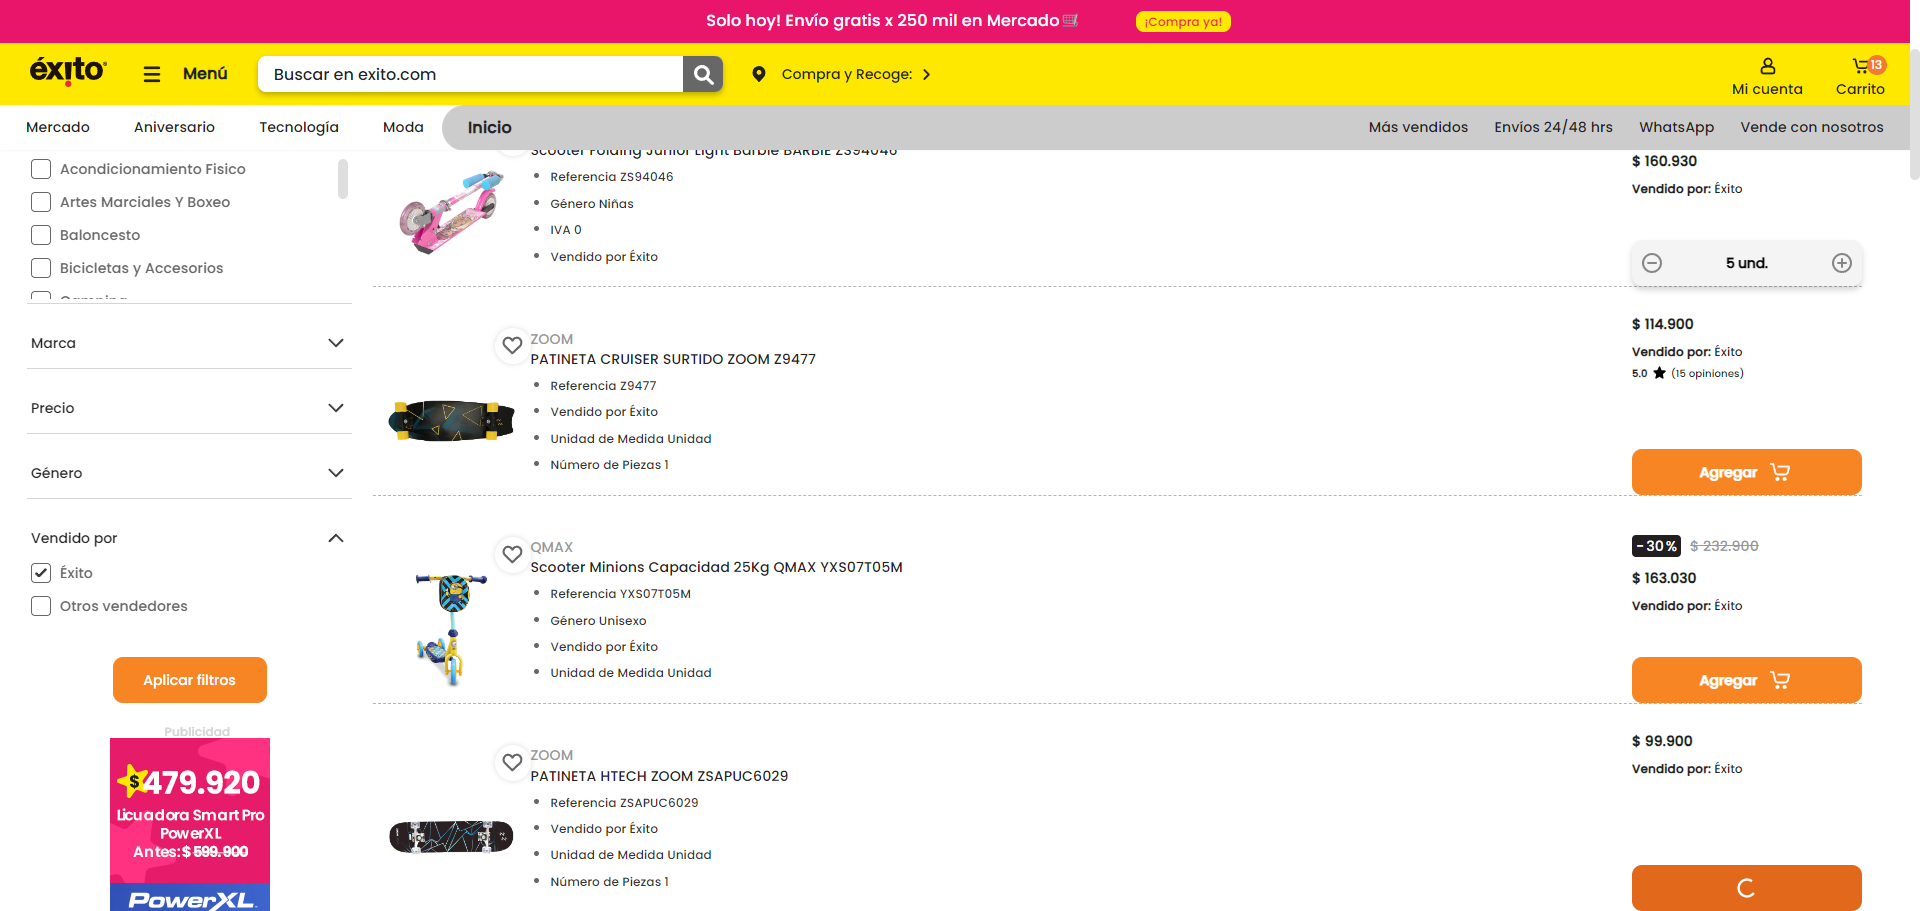 Solo hoy! Envío gratis x 250 mil en Mercado
¡Compra ya!
éxito
Menú
Buscar en exito.com
Compra y Recoge:
Mi cuenta
13
Carrito
Mercado
Aniversario
Tecnología
Moda
Inicio
Más vendidos
Envíos 24/48 hrs
WhatsApp
Vende con nosotros
Acondicionamiento Fisico
Artes Marciales Y Boxeo
Baloncesto
Bicicletas y Accesorios
Camping
Marca
Precio
Género
Vendido por
Éxito
Otros vendedores
Aplicar filtros
Publicidad
$479.920
Licuadora Smart Pro
PowerXL
Antes: $ 599.900
PowerXL
Scooter Folding Junior Light Barbie BARBIE ZS94046
Referencia ZS94046
Género Niñas
IVA 0
Vendido por Éxito
$ 160.930
Vendido por: Éxito
5 und.
ZOOM
PATINETA CRUISER SURTIDO ZOOM Z9477
Referencia Z9477
Vendido por Éxito
Unidad de Medida Unidad
Número de Piezas 1
$ 114.900
Vendido por: Éxito
5.0 (15 opiniones)
Agregar
QMAX
Scooter Minions Capacidad 25Kg QMAX YXS07T05M
Referencia YXS07T05M
Género Unisexo
Vendido por Éxito
Unidad de Medida Unidad
-30% $ 232.900
$ 163.030
Vendido por: Éxito
Agregar
ZOOM
PATINETA HTECH ZOOM ZSAPUC6029
Referencia ZSAPUC6029
Vendido por Éxito
Unidad de Medida Unidad
Número de Piezas 1
$ 99.900
Vendido por: Éxito